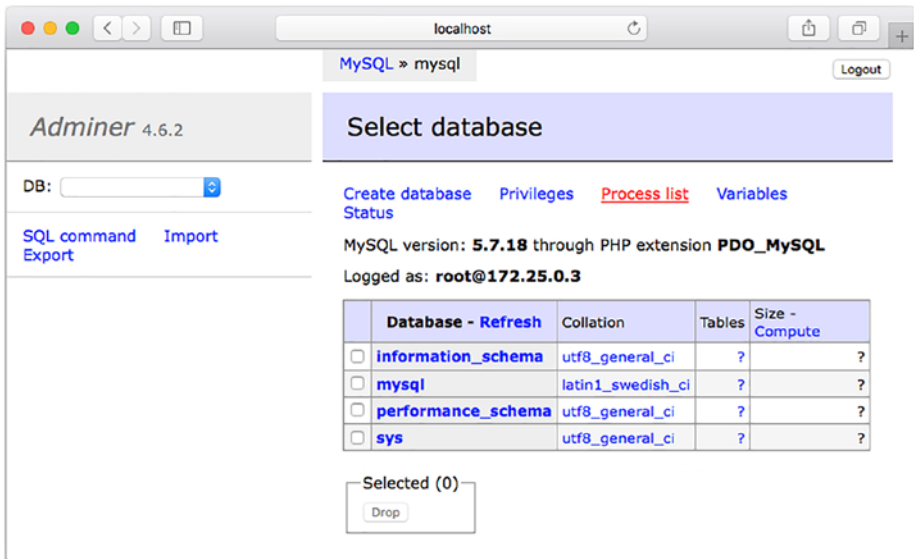 localhost
MySQL » mysql
Logout
Adminer 4.6.2
Select database
DB:
Create database Privileges Process list Variables
Status
SQL command Import
Export
MySQL version: 5.7.18 through PHP extension PDO_MySQL
Logged as: root@172.25.0.3
Database - Refresh Collation Tables Size - Compute
information_schema utf8_general_ci ? ?
mysql latin1_swedish_ci ? ?
performance_schema utf8_general_ci ? ?
sys utf8_general_ci ? ?
Selected (0)
Drop